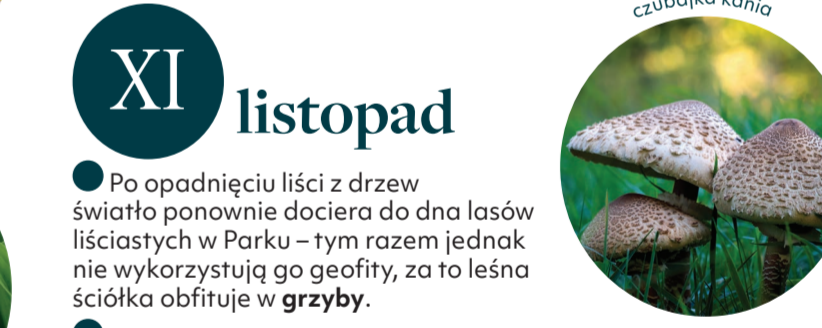 czubajka kania
XI
listopad
Po opadnięciu liści z drzew
światło ponownie dociera do dna lasów
liściastych w Parku – tym razem jednak
nie wykorzystują go geofity, za to leśna
ściółka obfituje w grzyby.